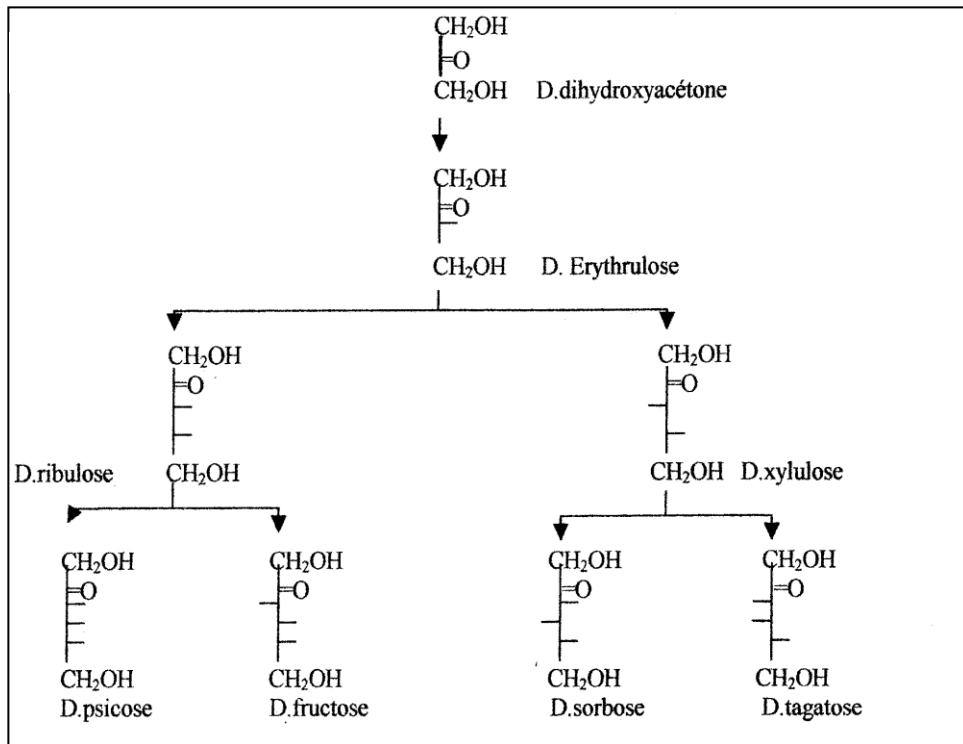 CH₂OH
=O
CH₂OH D.dihydroxyacétone
CH₂OH
=O
CH₂OH D. Erythrulose
CH₂OH CH₂OH
=O =O
D.ribulose CH₂OH CH₂OH D.xylulose
CH₂OH CH₂OH CH₂OH CH₂OH
=O =O =O =O
CH₂OH CH₂OH CH₂OH CH₂OH
D.psicose D.fructose D.sorbose D.tagatose